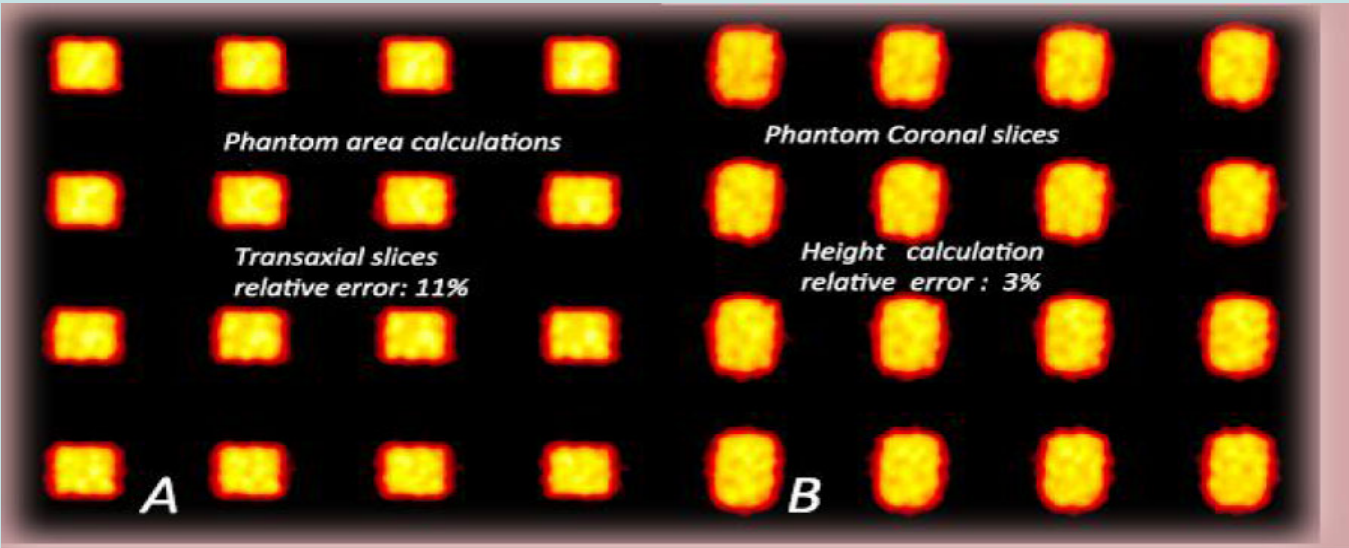 Phantom area calculations
Transaxial slices
relative error: 11%
A
Phantom Coronal slices
Height calculation
relative error : 3%
B